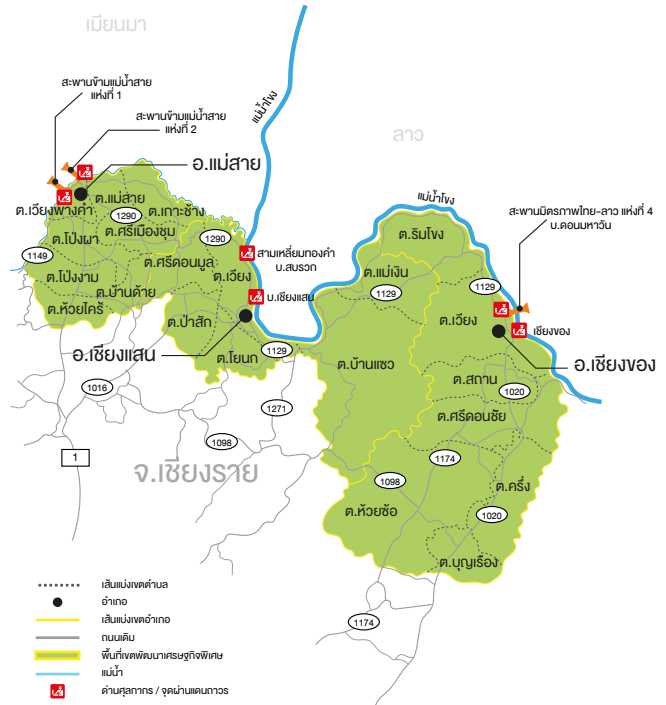 เมียนมา
สะพานข้ามแม่น้ำสาย
แห่งที่ 1
สะพานข้ามแม่น้ำสาย
แห่งที่ 2
แม่น้ำโขง
ลาว
อ.แม่สาย
แม่น้ำโขง
สะพานมิตรภาพไทย-ลาว แห่งที่ 4
บ.ดอนมหาวัน
ต.แม่สาย
ต.เวียงพางคำ
1290
ต.เกาะช้าง
ต.ศรีเมืองชุม
ต.โป่งผา
1290
ต.ริมโขง
1149
สามเหลี่ยมทองคำ
บ.สบรวก
ต.ศรีดอนมูล
ต.เวียง
ต.โป่งงาม
ต.บ้านด้าย
ต.แม่เงิน
1129
1129
บ.เชียงแสน
ต.ห้วยไคร้
ต.ป่าสัก
ต.เวียง
เชียงของ
อ.เชียงแสน
ต.โยนก
1129
ต.บ้านแซว
อ.เชียงของ
1016
ต.สถาน
1020
1271
ต.ศรีดอนชัย
1098
1
จ.เชียงราย
1174
1098
ต.ครึ่ง
ต.ห้วยซ้อ
1020
ต.บุญเรือง
1174
เส้นแบ่งเขตตำบล
อำเภอ
เส้นแบ่งเขตอำเภอ
ถนนเดิม
พื้นที่เขตพัฒนาเศรษฐกิจพิเศษ
แม่น้ำ
ด่านศุลกากร / จุดผ่านแดนถาวร